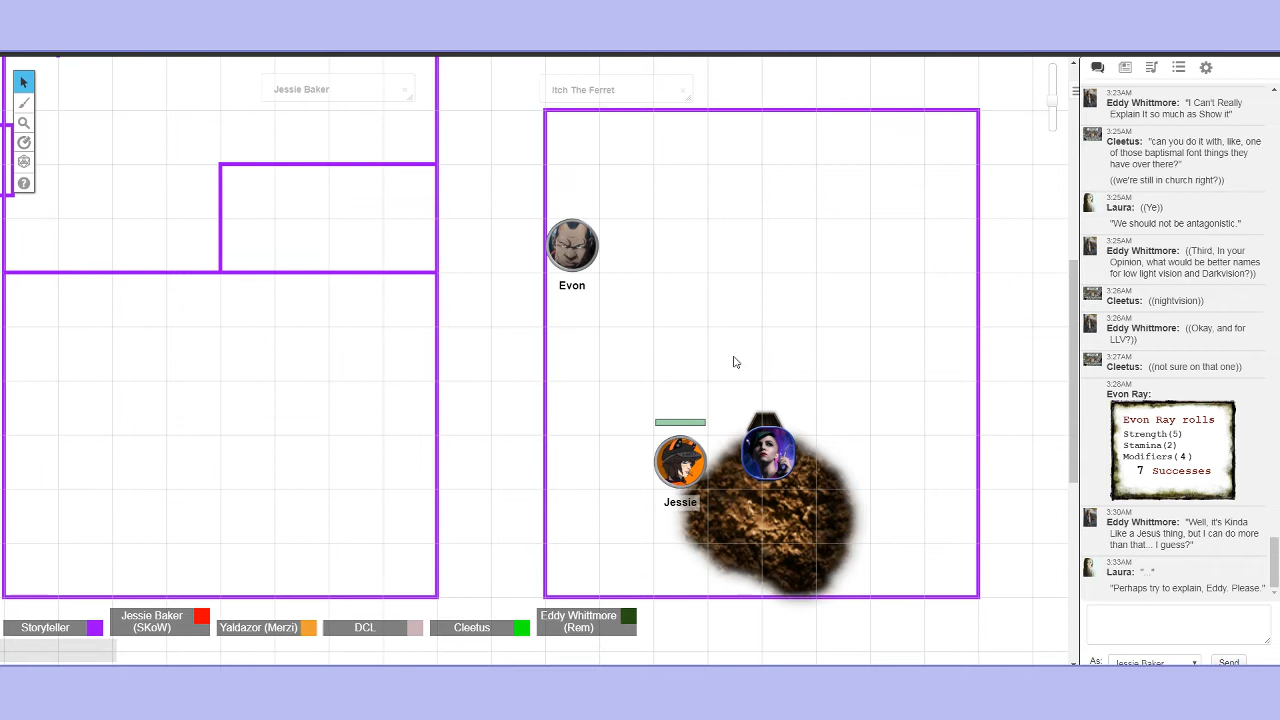 Jessie Baker
Itch The Ferret
Evon
Jessie
Storyteller
Jessie Baker
(SKoW)
Yaldazor (Merzi)
DCL
Cleetus
Eddy Whittmore
(Rem)
3:23AM
Eddy Whittmore: "I Can't Really
Explain It so much as Show it"
3:25AM
Cleetus: "can you do it with, like, one
of those baptismal font things they
have over there?"
((we're still in church right?))
3:25AM
Laura: ((Ye))
"We should not be antagonistic."
3:25AM
Eddy Whittmore: ((Third, In your
Opinion, what would be better names
for low light vision and Darkvision?))
3:26AM
Cleetus: ((nightvision))
3:26AM
Eddy Whittmore: ((Okay, and for
LLV?))
3:27AM
Cleetus: ((not sure on that one))
3:28AM
Evon Ray:
Evon Ray rolls
Strength(5)
Stamina(2)
Modifiers(4)
7 Successes
3:30AM
Eddy Whittmore: "Well, it's Kinda
Like a Jesus thing, but I can do more
than that... I guess?"
3:33AM
Laura: "..."
"Perhaps try to explain, Eddy. Please."
As:
Jessie Baker
Send